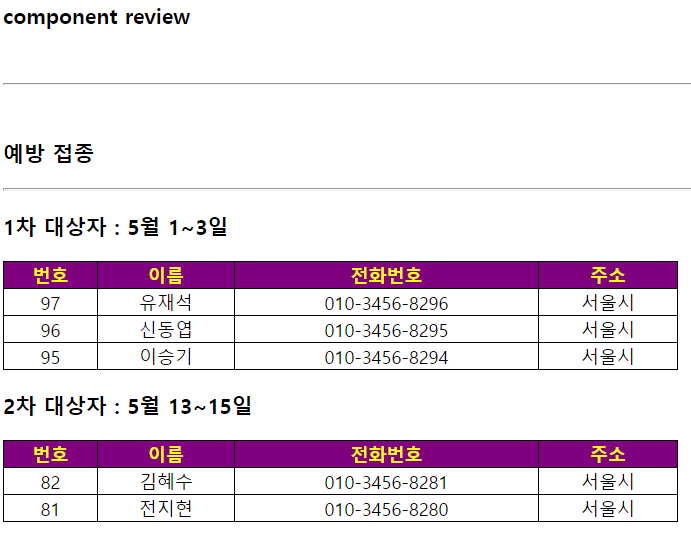 component review
예방 접종
1차 대상자 : 5월 1~3일
번호 이름 전화번호 주소
97 유재석 010-3456-8296 서울시
96 신동엽 010-3456-8295 서울시
95 이승기 010-3456-8294 서울시
2차 대상자 : 5월 13~15일
번호 이름 전화번호 주소
82 김혜수 010-3456-8281 서울시
81 전지현 010-3456-8280 서울시